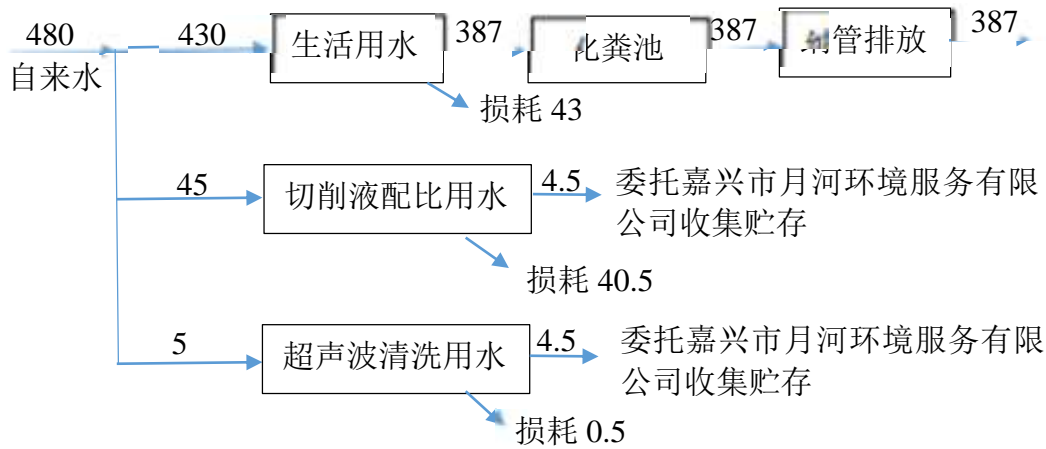 480
430
生活用水
387
化粪池
387
管排放
387
自来水
损耗 43
45
切削液配比用水
4.5
委托嘉兴市月河环境服务有限
公司收集贮存
损耗 40.5
5
超声波清洗用水
4.5
委托嘉兴市月河环境服务有限
公司收集贮存
损耗 0.5